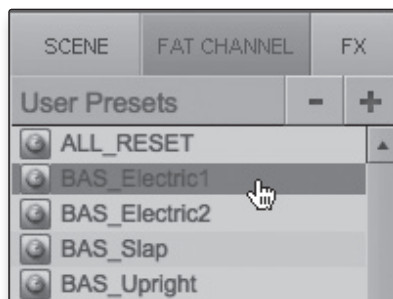 SCENE FAT CHANNEL FX
User Presets - +
ALL_RESET
BAS_Electric1
BAS_Electric2
BAS_Slap
BAS_Upright